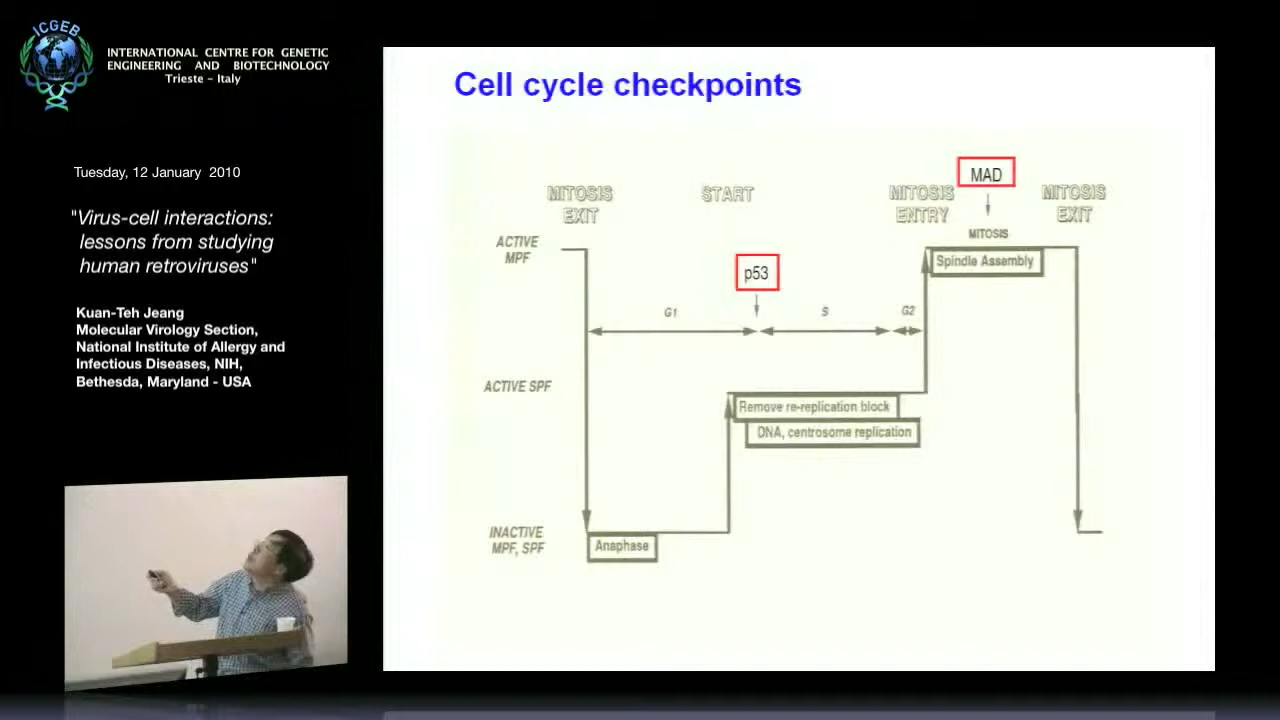 ICGEB
INTERNATIONAL CENTRE FOR GENETIC
ENGINEERING AND BIOTECHNOLOGY
Trieste - Italy
Tuesday, 12 January 2010
"Virus-cell interactions:
lessons from studying
human retroviruses"
Kuan-Teh Jeang
Molecular Virology Section,
National Institute of Allergy and
Infectious Diseases, NIH,
Bethesda, Maryland - USA
Cell cycle checkpoints
MAD
MITOSIS
EXIT
START
MITOSIS
ENTRY
MITOSIS
EXIT
ACTIVE
MPF
MITOSIS
Spindle Assembly
p53
G1
S
G2
ACTIVE SPF
Remove re-replication block
DNA, centrosome replication
INACTIVE
MPF, SPF
Anaphase